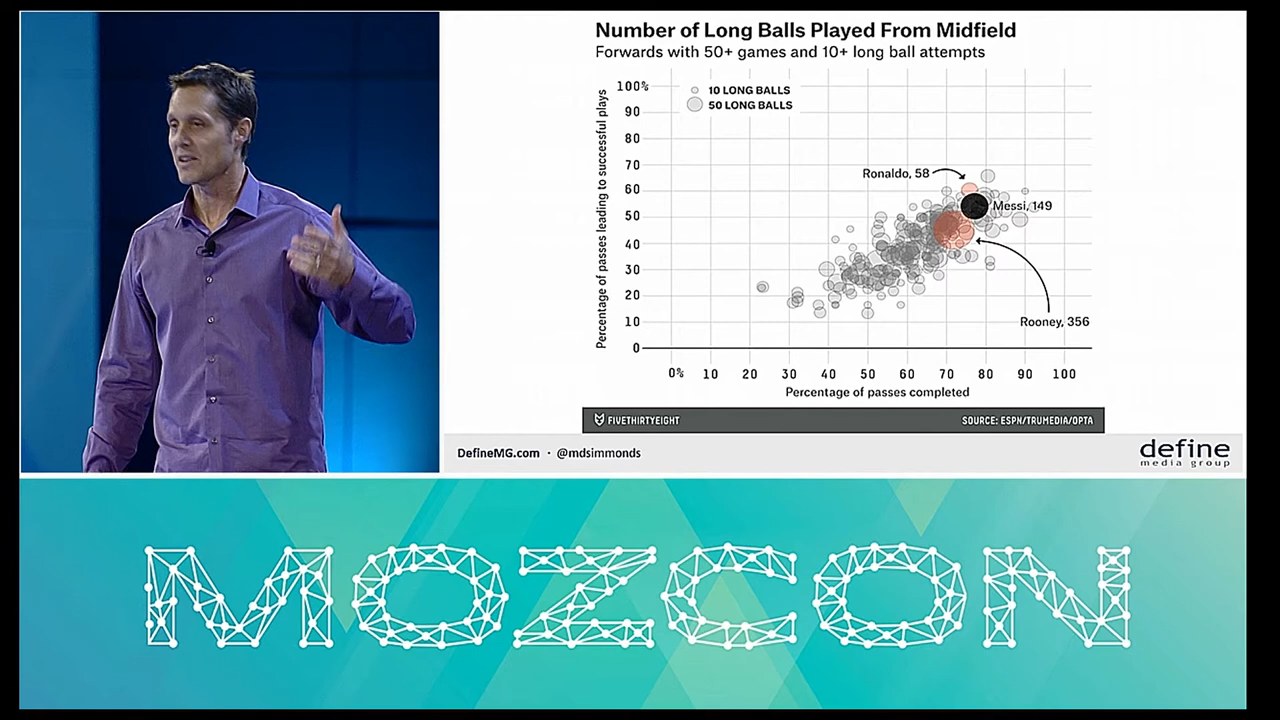 Number of Long Balls Played From Midfield
Forwards with 50+ games and 10+ long ball attempts
Percentage of passes leading to successful plays
100%
90
80
70
60
50
40
30
20
10
0
10 LONG BALLS
50 LONG BALLS
Ronaldo, 58
Messi, 149
Rooney, 356
0% 10 20 30 40 50 60 70 80 90 100
Percentage of passes completed
FIVETHIRTYEIGHT
SOURCE: ESPN/TRUMEDIA/OPTA
DefineMG.com · @mdsimmonds
define
media group
MOZCON